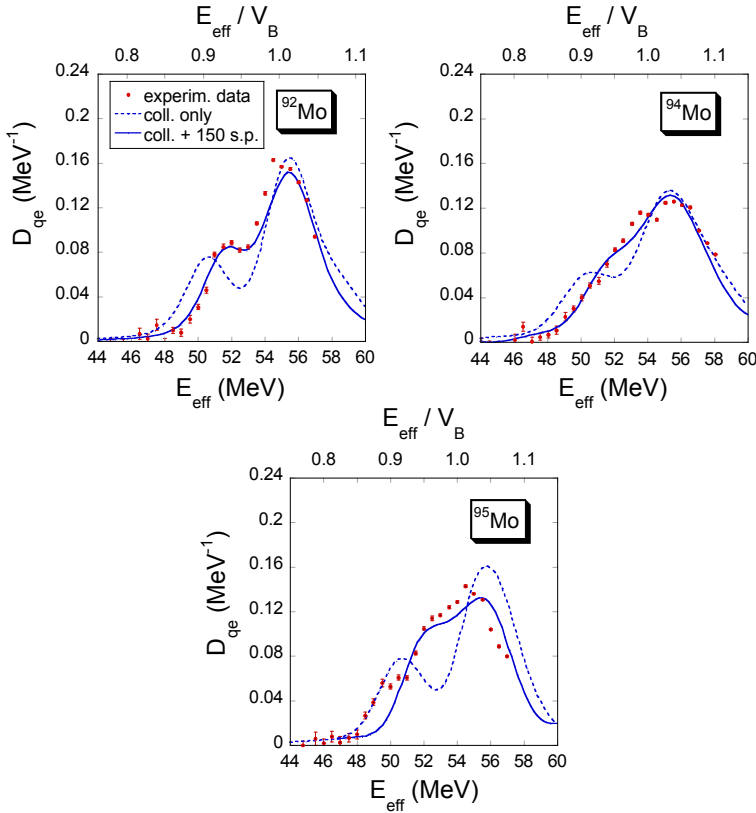 E_eff / V_B
0.8 0.9 1.0 1.1
0.24
0.2
0.16
0.12
0.08
0.04
0
D_qe (MeV⁻¹)
experim. data
coll. only
coll. + 150 s.p.
⁹²Mo
44 46 48 50 52 54 56 58 60
E_eff (MeV)
E_eff / V_B
0.8 0.9 1.0 1.1
0.24
0.2
0.16
0.12
0.08
0.04
0
D_qe (MeV⁻¹)
⁹⁴Mo
44 46 48 50 52 54 56 58 60
E_eff (MeV)
E_eff / V_B
0.8 0.9 1.0 1.1
0.24
0.2
0.16
0.12
0.08
0.04
0
D_qe (MeV⁻¹)
⁹⁵Mo
44 46 48 50 52 54 56 58 60
E_eff (MeV)